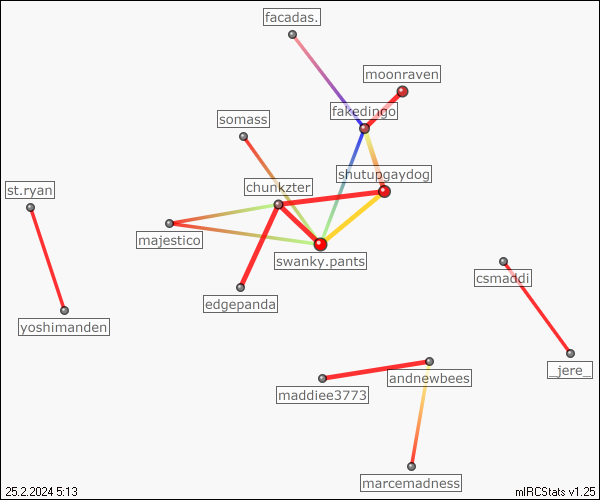 facadas.
moonraven
fakedingo
somass
shutupgaydog
chunkzter
st.ryan
majestico
swanky.pants
csmaddi
edgepanda
yoshimanden
_jere_
andnewbees
maddiee3773
marcemadness
25.2.2024 5:13
mIRCStats v1.25